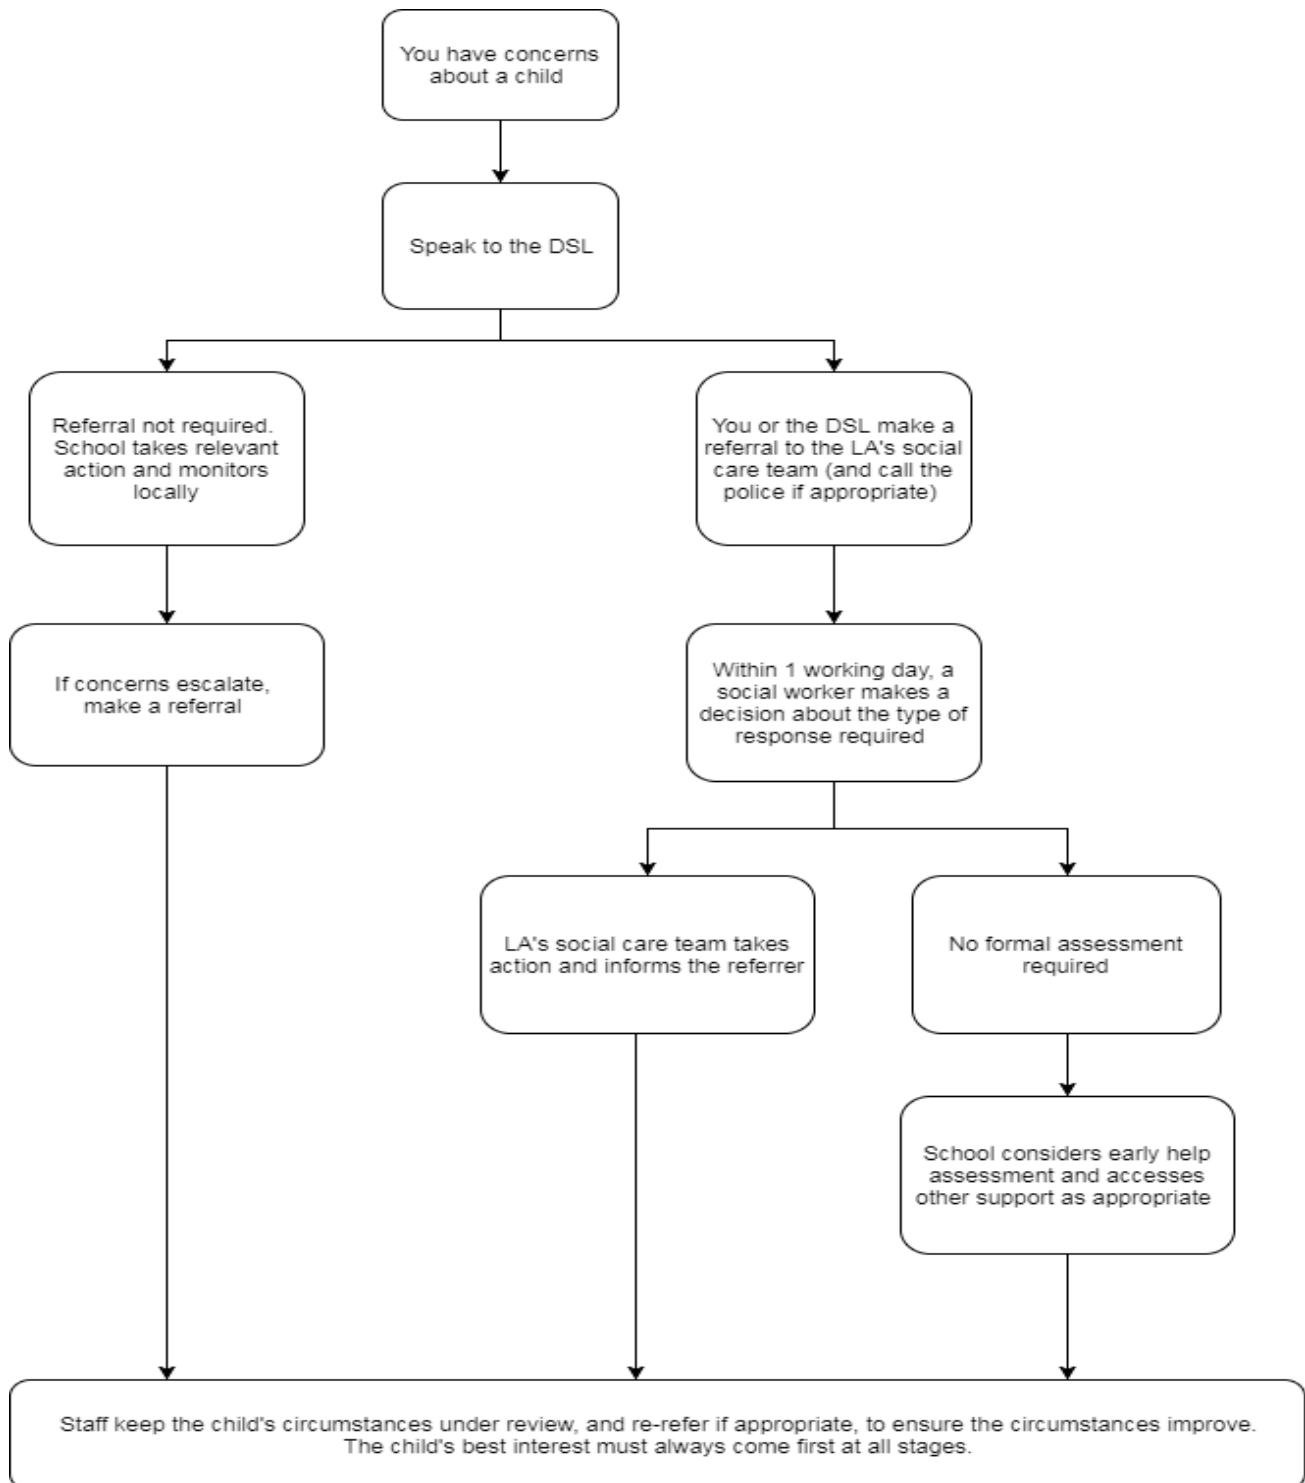 You have concerns
about a child
Speak to the DSL
Referral not required.
School takes relevant
action and monitors
locally
You or the DSL make a
referral to the LA's social
care team (and call the
police if appropriate)
If concerns escalate,
make a referral
Within 1 working day, a
social worker makes a
decision about the type of
response required
LA's social care team takes
action and informs the referrer
No formal assessment
required
School considers early help
assessment and accesses
other support as appropriate
Staff keep the child's circumstances under review, and re-refer if appropriate, to ensure the circumstances improve.
The child's best interest must always come first at all stages.